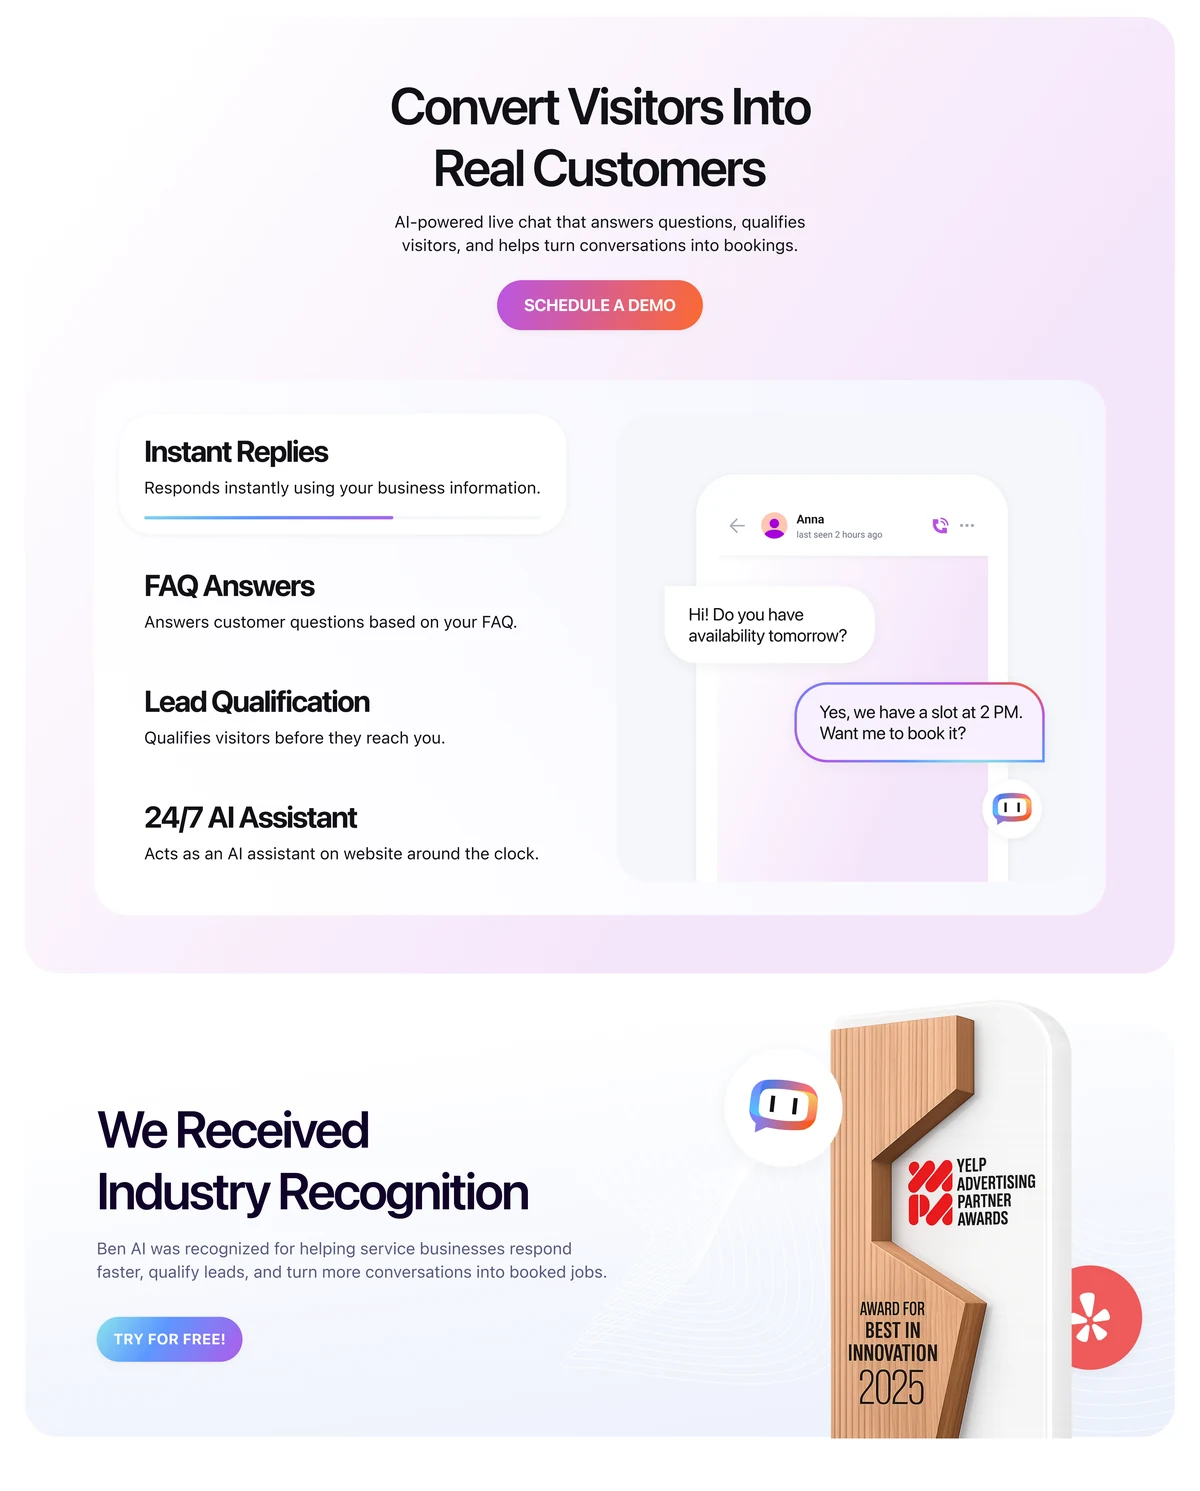 Convert Visitors Into
Real Customers
AI-powered live chat that answers questions, qualifies
visitors, and helps turn conversations into bookings.
SCHEDULE A DEMO
Instant Replies
Responds instantly using your business information.
FAQ Answers
Answers customer questions based on your FAQ.
Lead Qualification
Qualifies visitors before they reach you.
24/7 AI Assistant
Acts as an AI assistant on website around the clock.
Anna
last seen 2 hours ago
Hi! Do you have
availability tomorrow?
Yes, we have a slot at 2 PM.
Want me to book it?
We Received
Industry Recognition
Ben AI was recognized for helping service businesses respond
faster, qualify leads, and turn more conversations into booked jobs.
TRY FOR FREE!
YELP
ADVERTISING
PARTNER
AWARDS
AWARD FOR
BEST IN
INNOVATION
2025